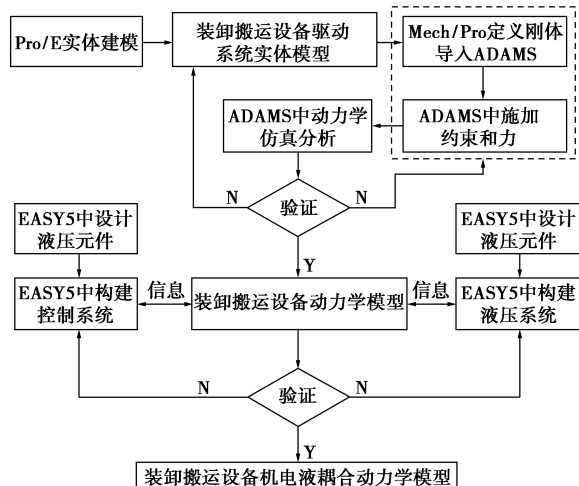 Pro/E实体建模
装卸搬运设备驱动
系统实体模型
Mech/Pro定义刚体
导入ADAMS
ADAMS中动力学
仿真分析
ADAMS中施加
约束和力
N
验证
N
Y
EASY5中设计
液压元件
EASY5中设计
液压元件
EASY5中构建
控制系统
信息
装卸搬运设备动力学模型
信息
EASY5中构建
液压系统
N
验证
N
Y
装卸搬运设备机电液耦合动力学模型